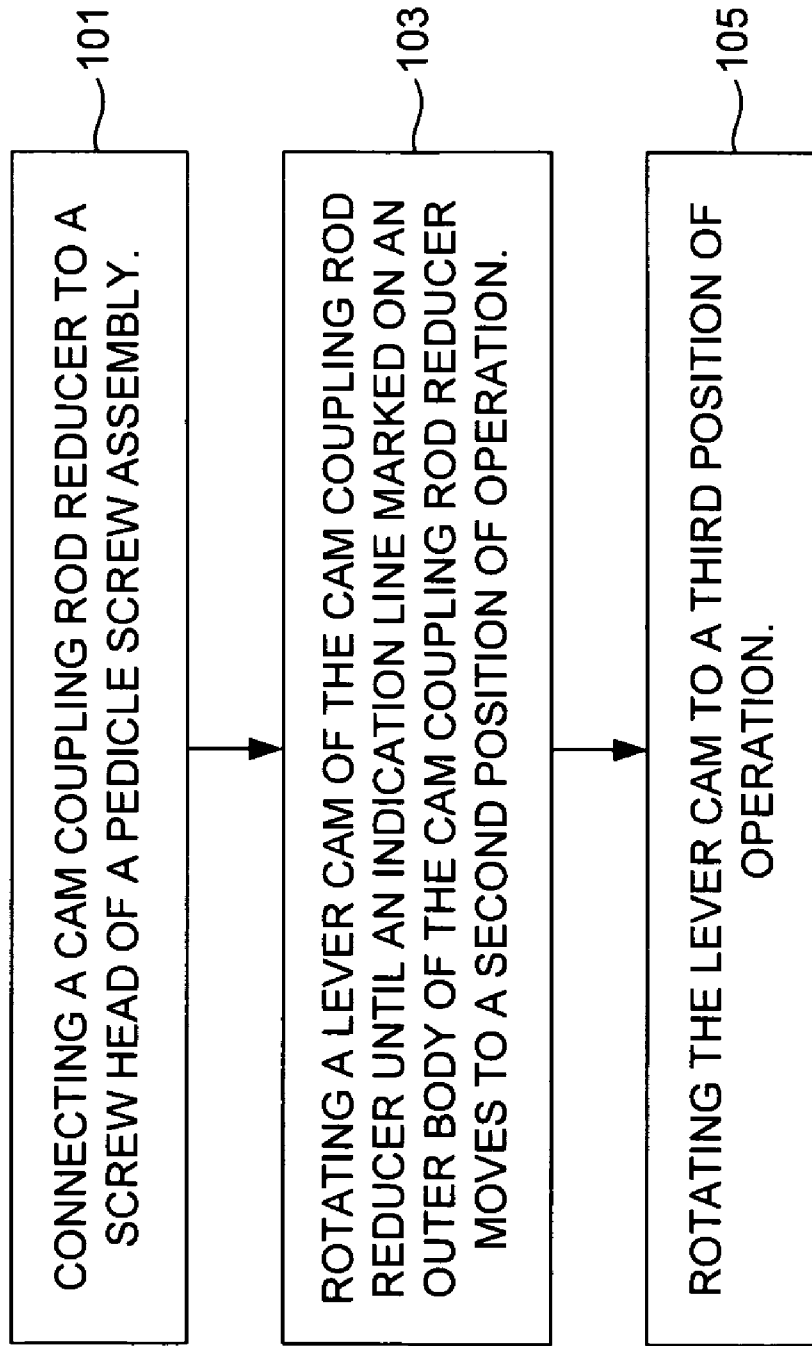 CONNECTING A CAM COUPLING ROD REDUCER TO A
SCREW HEAD OF A PEDICLE SCREW ASSEMBLY.
101
ROTATING A LEVER CAM OF THE CAM COUPLING ROD
REDUCER UNTIL AN INDICATION LINE MARKED ON AN
OUTER BODY OF THE CAM COUPLING ROD REDUCER
MOVES TO A SECOND POSITION OF OPERATION.
103
ROTATING THE LEVER CAM TO A THIRD POSITION OF
OPERATION.
105